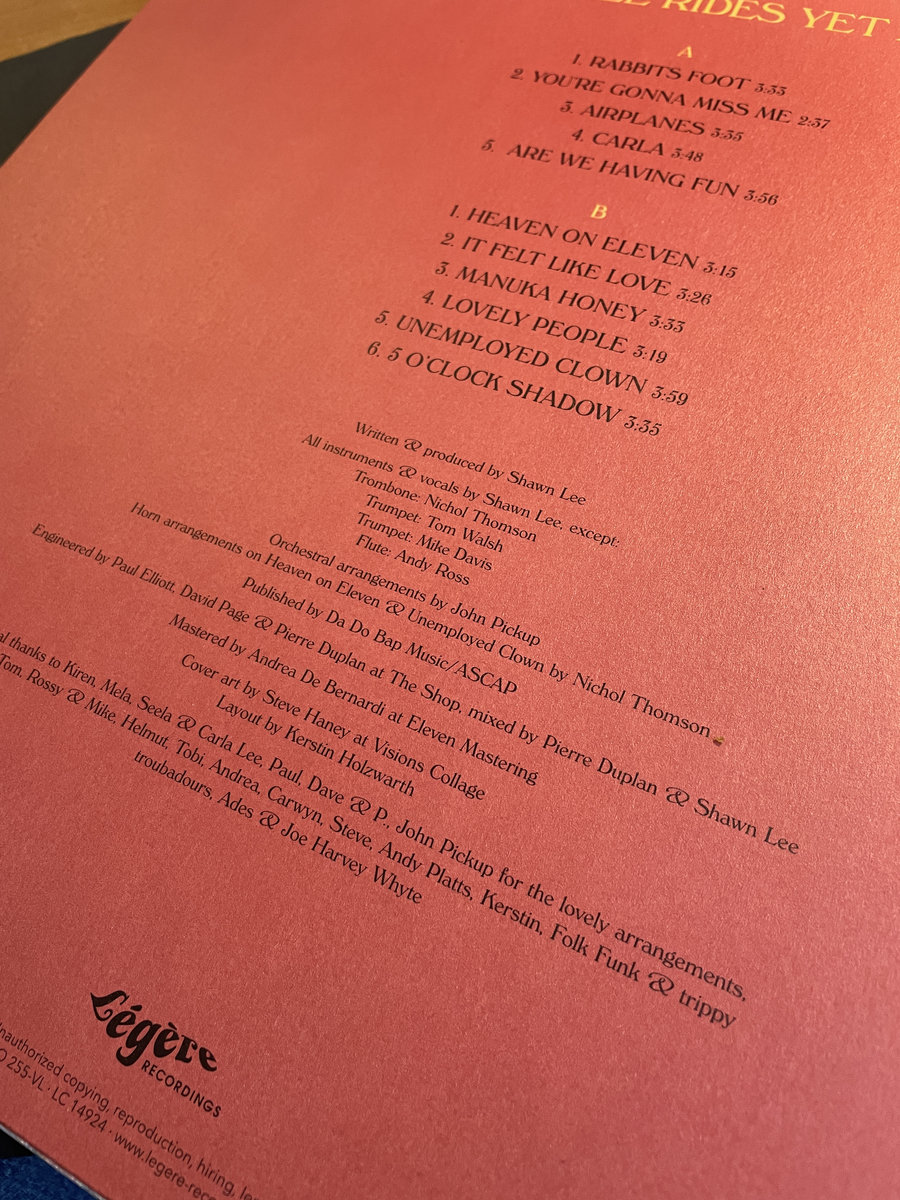 RIDES YET
A
1. RABBITS FOOT 3:33
2. YOU'RE GONNA MISS ME 2:37
3. AIRPLANES 3:35
4. CARLA 3:48
5. ARE WE HAVING FUN 3:56
B
1. HEAVEN ON ELEVEN 3:15
2. IT FELT LIKE LOVE 3:26
3. MANUKA HONEY 3:33
4. LOVELY PEOPLE 3:19
5. UNEMPLOYED CLOWN 3:59
6. 5 O'CLOCK SHADOW 3:35
Written & produced by Shawn Lee
All instruments & vocals by Shawn Lee, except:
Trombone: Nichol Thomson
Trumpet: Tom Walsh
Trumpet: Mike Davis
Flute: Andy Ross
Orchestral arrangements by John Pickup
Horn arrangements on Heaven on Eleven & Unemployed Clown by Nichol Thomson
Published by Da Do Bap Music/ASCAP
Engineered by Paul Elliott, David Page & Pierre Duplan at The Shop, mixed by Pierre Duplan & Shawn Lee
Mastered by Andrea De Bernardi at Eleven Mastering
Cover art by Steve Haney at Visions Collage
Layout by Kerstin Holzwarth
thanks to Kiren, Mela, Seela & Carla Lee, Paul, Dave & P., John Pickup for the lovely arrangements,
Tom, Rossy & Mike, Helmut, Tobi, Andrea, Carwyn, Steve, Andy Platts, Kerstin, Folk Funk & trippy
troubadours, Ades & Joe Harvey Whyte
Légère
RECORDINGS
Unauthorized copying, reproduction, hiring,
255-VL · LC 14924 · www.legere-reco